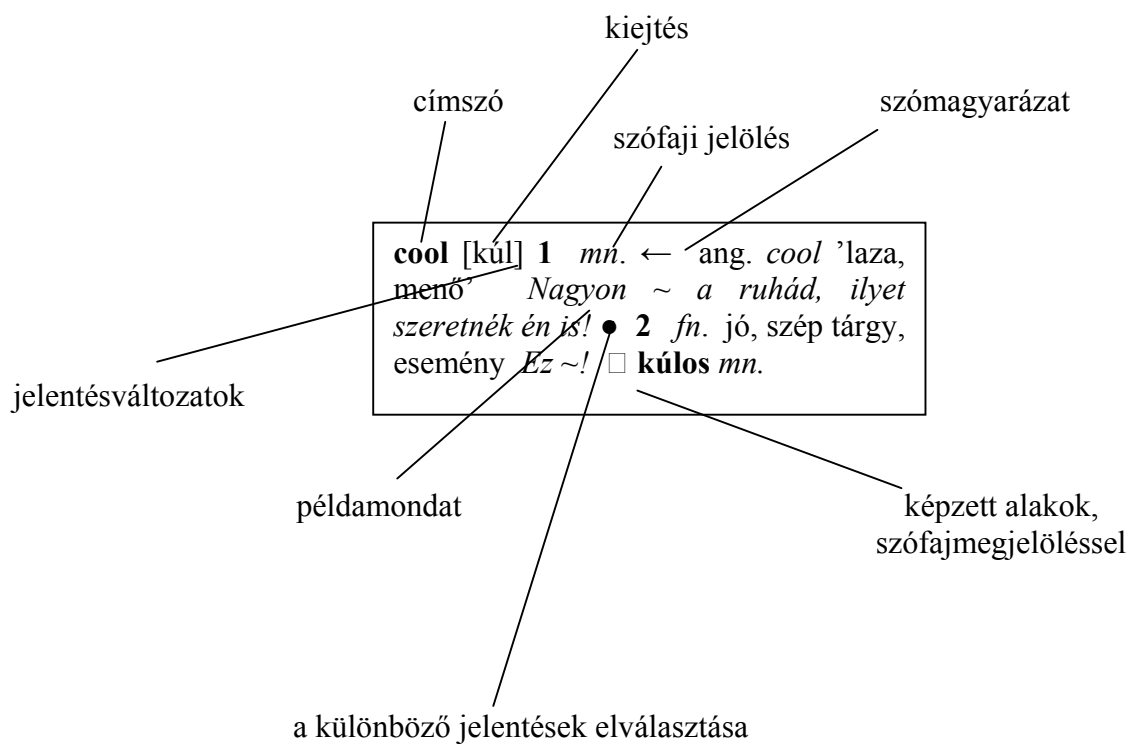 kiejtés
címszó
szómagyarázat
szófaji jelölés
cool [kúl] 1 mn. ← ang. cool ’laza,
menő’ Nagyon ~ a ruhád, ilyet
szeretnék én is! ● 2 fn. jó, szép tárgy,
esemény Ez ~! □ kúlos mn.
jelentésváltozatok
példamondat
képzett alakok,
szófajmegjelöléssel
a különböző jelentések elválasztása